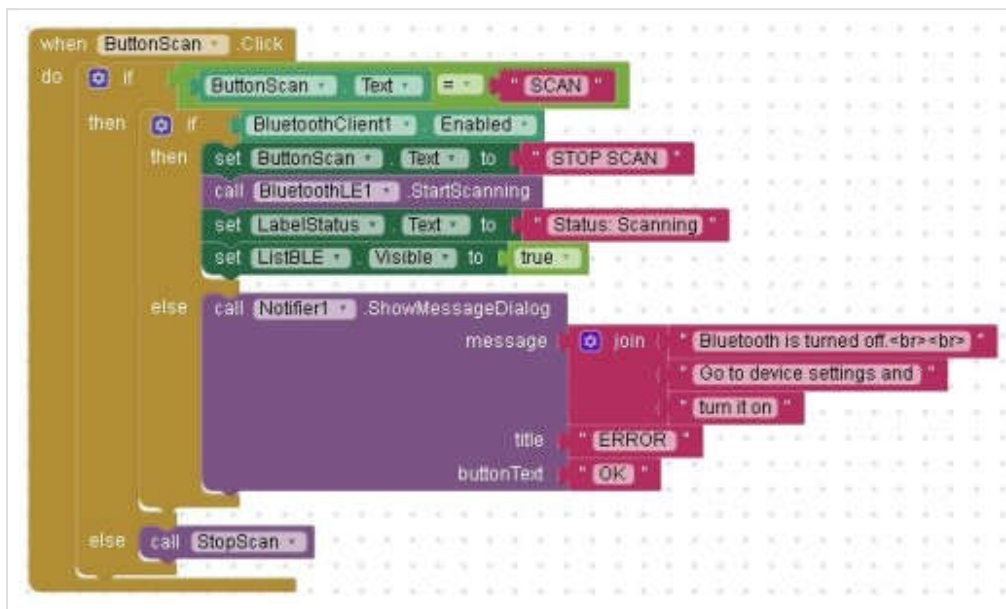 when ButtonScan .Click
do if ButtonScan . Text = " SCAN "
then if BluetoothClient1 . Enabled
then set ButtonScan . Text to " STOP SCAN "
call BluetoothLE1 .StartScanning
set LabelStatus . Text to " Status: Scanning "
set ListBLE . Visible to true
else call Notifier1 .ShowMessageDialog
message join " Bluetooth is turned off.<br><br> "
" Go to device settings and "
" turn it on "
title " ERROR "
buttonText " OK "
else call StopScan